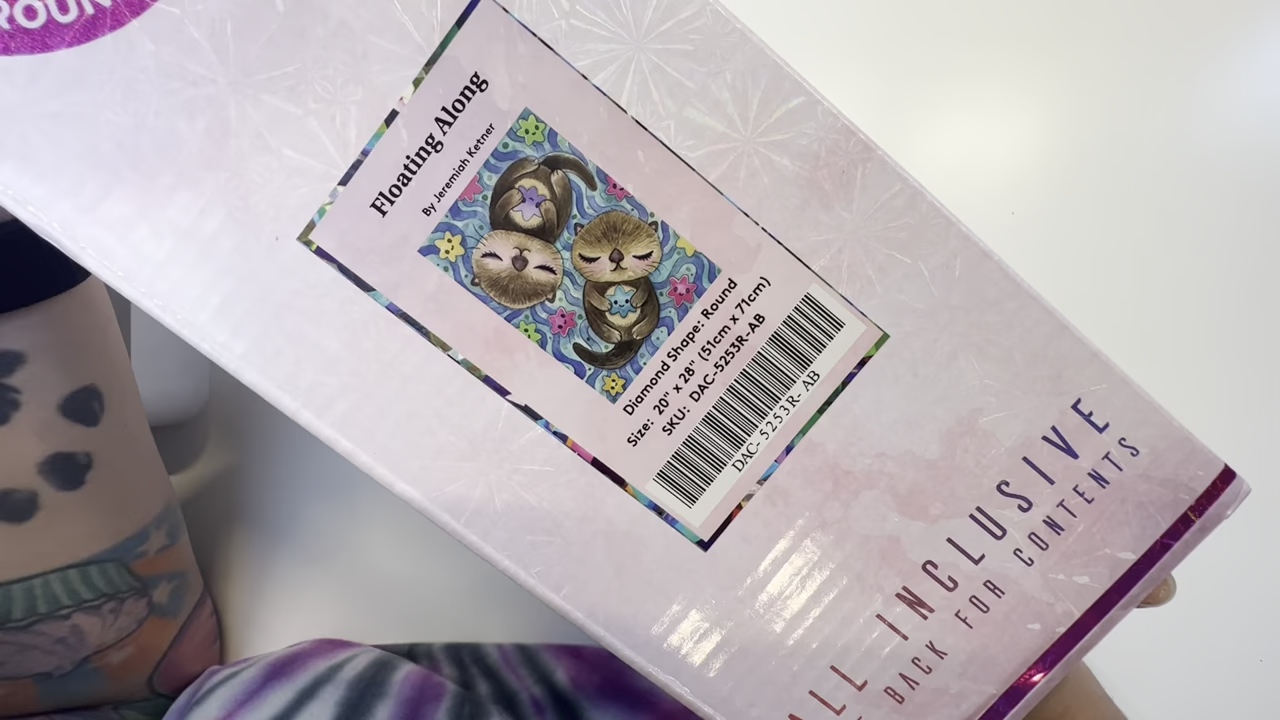 Floating Along
By Jeremiah Ketner
Diamond Shape: Round
Size: 20" x 28" (51cm x 71cm)
SKU: DAC-5253R-AB
DAC-5253R- AB
ALL INCLUSIVE
BACK FOR CONTENTS